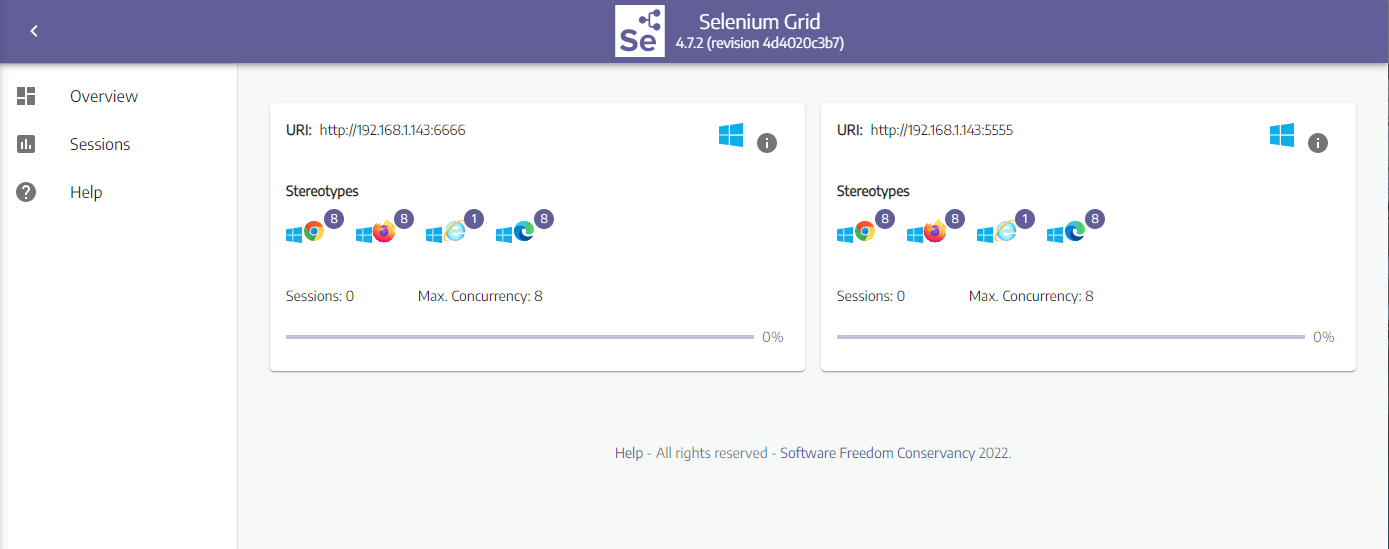 Se
Selenium Grid
4.7.2 (revision 4d4020c3b7)
Overview
Sessions
Help
URI: http://192.168.1.143:6666
Stereotypes
8 8 1 8
Sessions: 0 Max. Concurrency: 8
0%
URI: http://192.168.1.143:5555
Stereotypes
8 8 1 8
Sessions: 0 Max. Concurrency: 8
0%
Help - All rights reserved - Software Freedom Conservancy 2022.